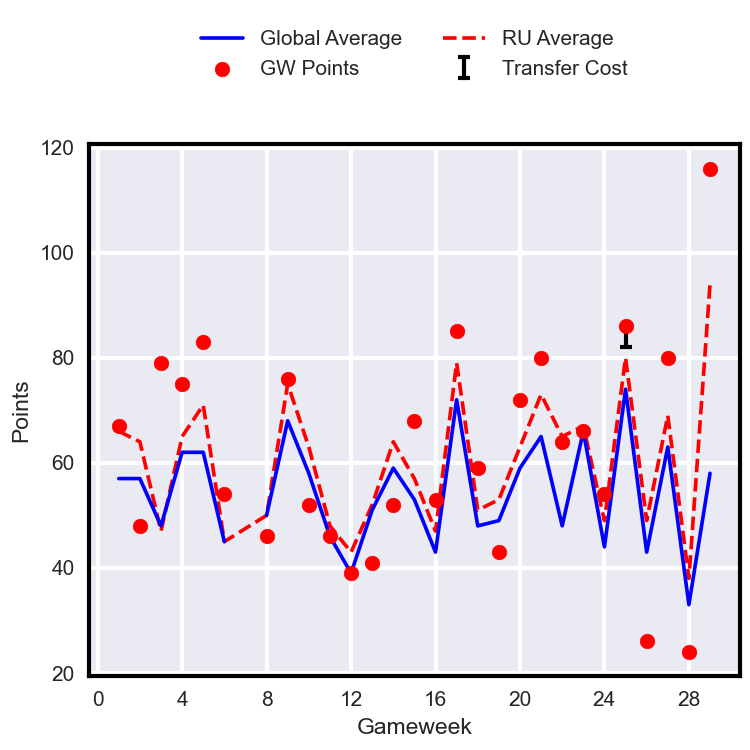 Global Average
RU Average
GW Points
Transfer Cost
120
100
80
60
40
20
Points
0 4 8 12 16 20 24 28
Gameweek